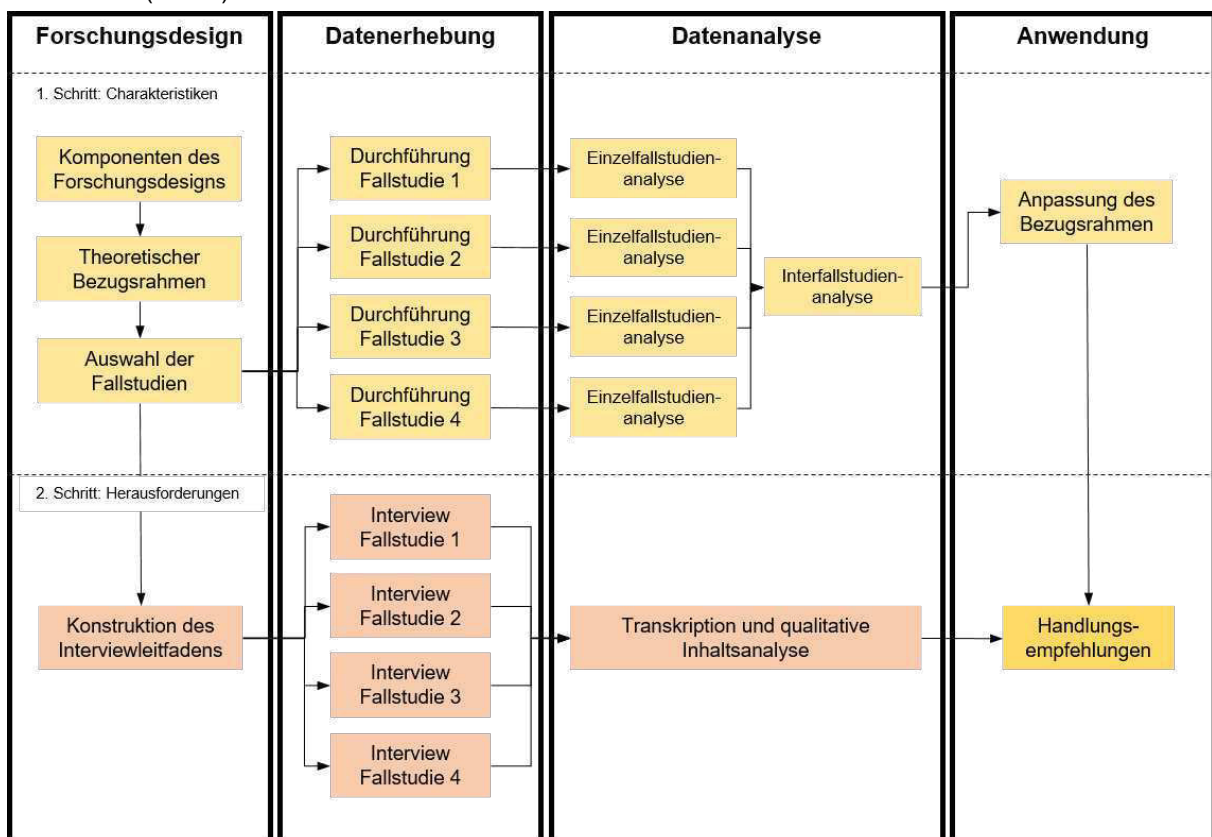 Forschungsdesign
Datenerhebung
Datenanalyse
Anwendung
1. Schritt: Charakteristiken
Komponenten des
Forschungsdesigns
Theoretischer
Bezugsrahmen
Auswahl der
Fallstudien
Durchführung
Fallstudie 1
Durchführung
Fallstudie 2
Durchführung
Fallstudie 3
Durchführung
Fallstudie 4
Einzelfallstudien-
analyse
Einzelfallstudien-
analyse
Einzelfallstudien-
analyse
Einzelfallstudien-
analyse
Interfallstudien-
analyse
Anpassung des
Bezugsrahmen
2. Schritt: Herausforderungen
Konstruktion des
Interviewleitfadens
Interview
Fallstudie 1
Interview
Fallstudie 2
Interview
Fallstudie 3
Interview
Fallstudie 4
Transkription und qualitative
Inhaltsanalyse
Handlungs-
empfehlungen